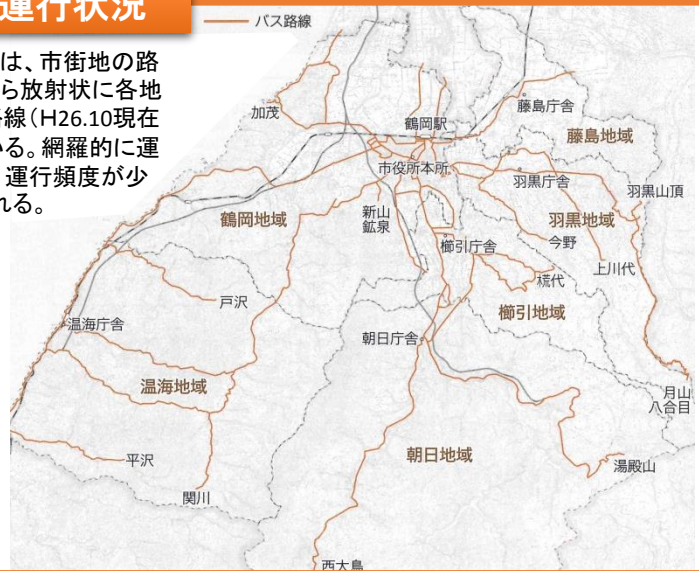 運行状況
バス路線
は、市街地の路
ら放射状に各地
路線(H26.10現在
いる。網羅的に運
運行頻度が少
れる。
加茂
鶴岡駅
藤島庁舎
藤島地域
市役所本所
羽黒庁舎
羽黒山頂
鶴岡地域
新山
鉱泉
羽黒地域
櫛引庁舎
今野
上川代
戸沢
槇代
櫛引地域
温海庁舎
朝日庁舎
温海地域
月山
八合目
朝日地域
平沢
湯殿山
関川
西大鳥